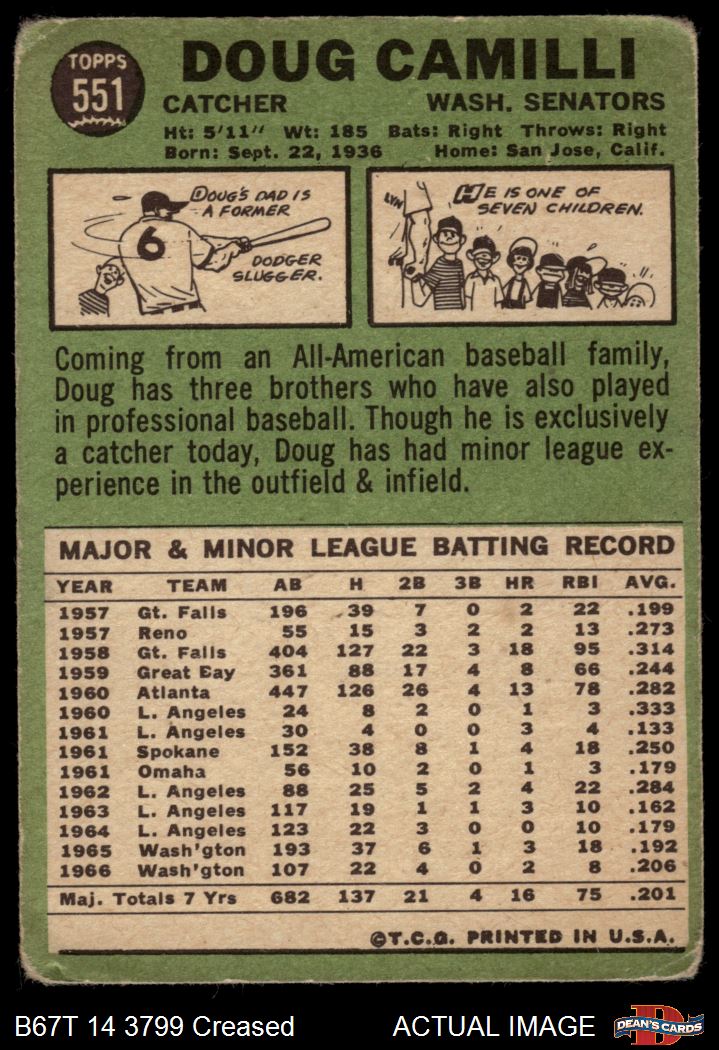 TOPPS
551
DOUG CAMILLI
CATCHER WASH. SENATORS
Ht: 5'11" Wt: 185 Bats: Right Throws: Right
Born: Sept. 22, 1936 Home: San Jose, Calif.
DOUG'S DAD IS
A FORMER
6
DODGER
SLUGGER.
LYN
HE IS ONE OF
SEVEN CHILDREN.
Coming from an All-American baseball family,
Doug has three brothers who have also played
in professional baseball. Though he is exclusively
a catcher today, Doug has had minor league ex-
perience in the outfield & infield.
MAJOR & MINOR LEAGUE BATTING RECORD
YEAR TEAM AB H 2B 3B HR RBI AVG.
1957 Gt. Falls 196 39 7 0 2 22 .199
1957 Reno 55 15 3 2 2 13 .273
1958 Gt. Falls 404 127 22 3 18 95 .314
1959 Great Bay 361 88 17 4 8 66 .244
1960 Atlanta 447 126 26 4 13 78 .282
1960 L. Angeles 24 8 2 0 1 3 .333
1961 L. Angeles 30 4 0 0 3 4 .133
1961 Spokane 152 38 8 1 4 18 .250
1961 Omaha 56 10 2 0 1 3 .179
1962 L. Angeles 88 25 5 2 4 22 .284
1963 L. Angeles 117 19 1 1 3 10 .162
1964 L. Angeles 123 22 3 0 0 10 .179
1965 Wash'gton 193 37 6 1 3 18 .192
1966 Wash'gton 107 22 4 0 2 8 .206
Maj. Totals 7 Yrs 682 137 21 4 16 75 .201
©T.C.G. PRINTED IN U.S.A.
B67T 14 3799 Creased ACTUAL IMAGE
D
DEAN'S CARDS